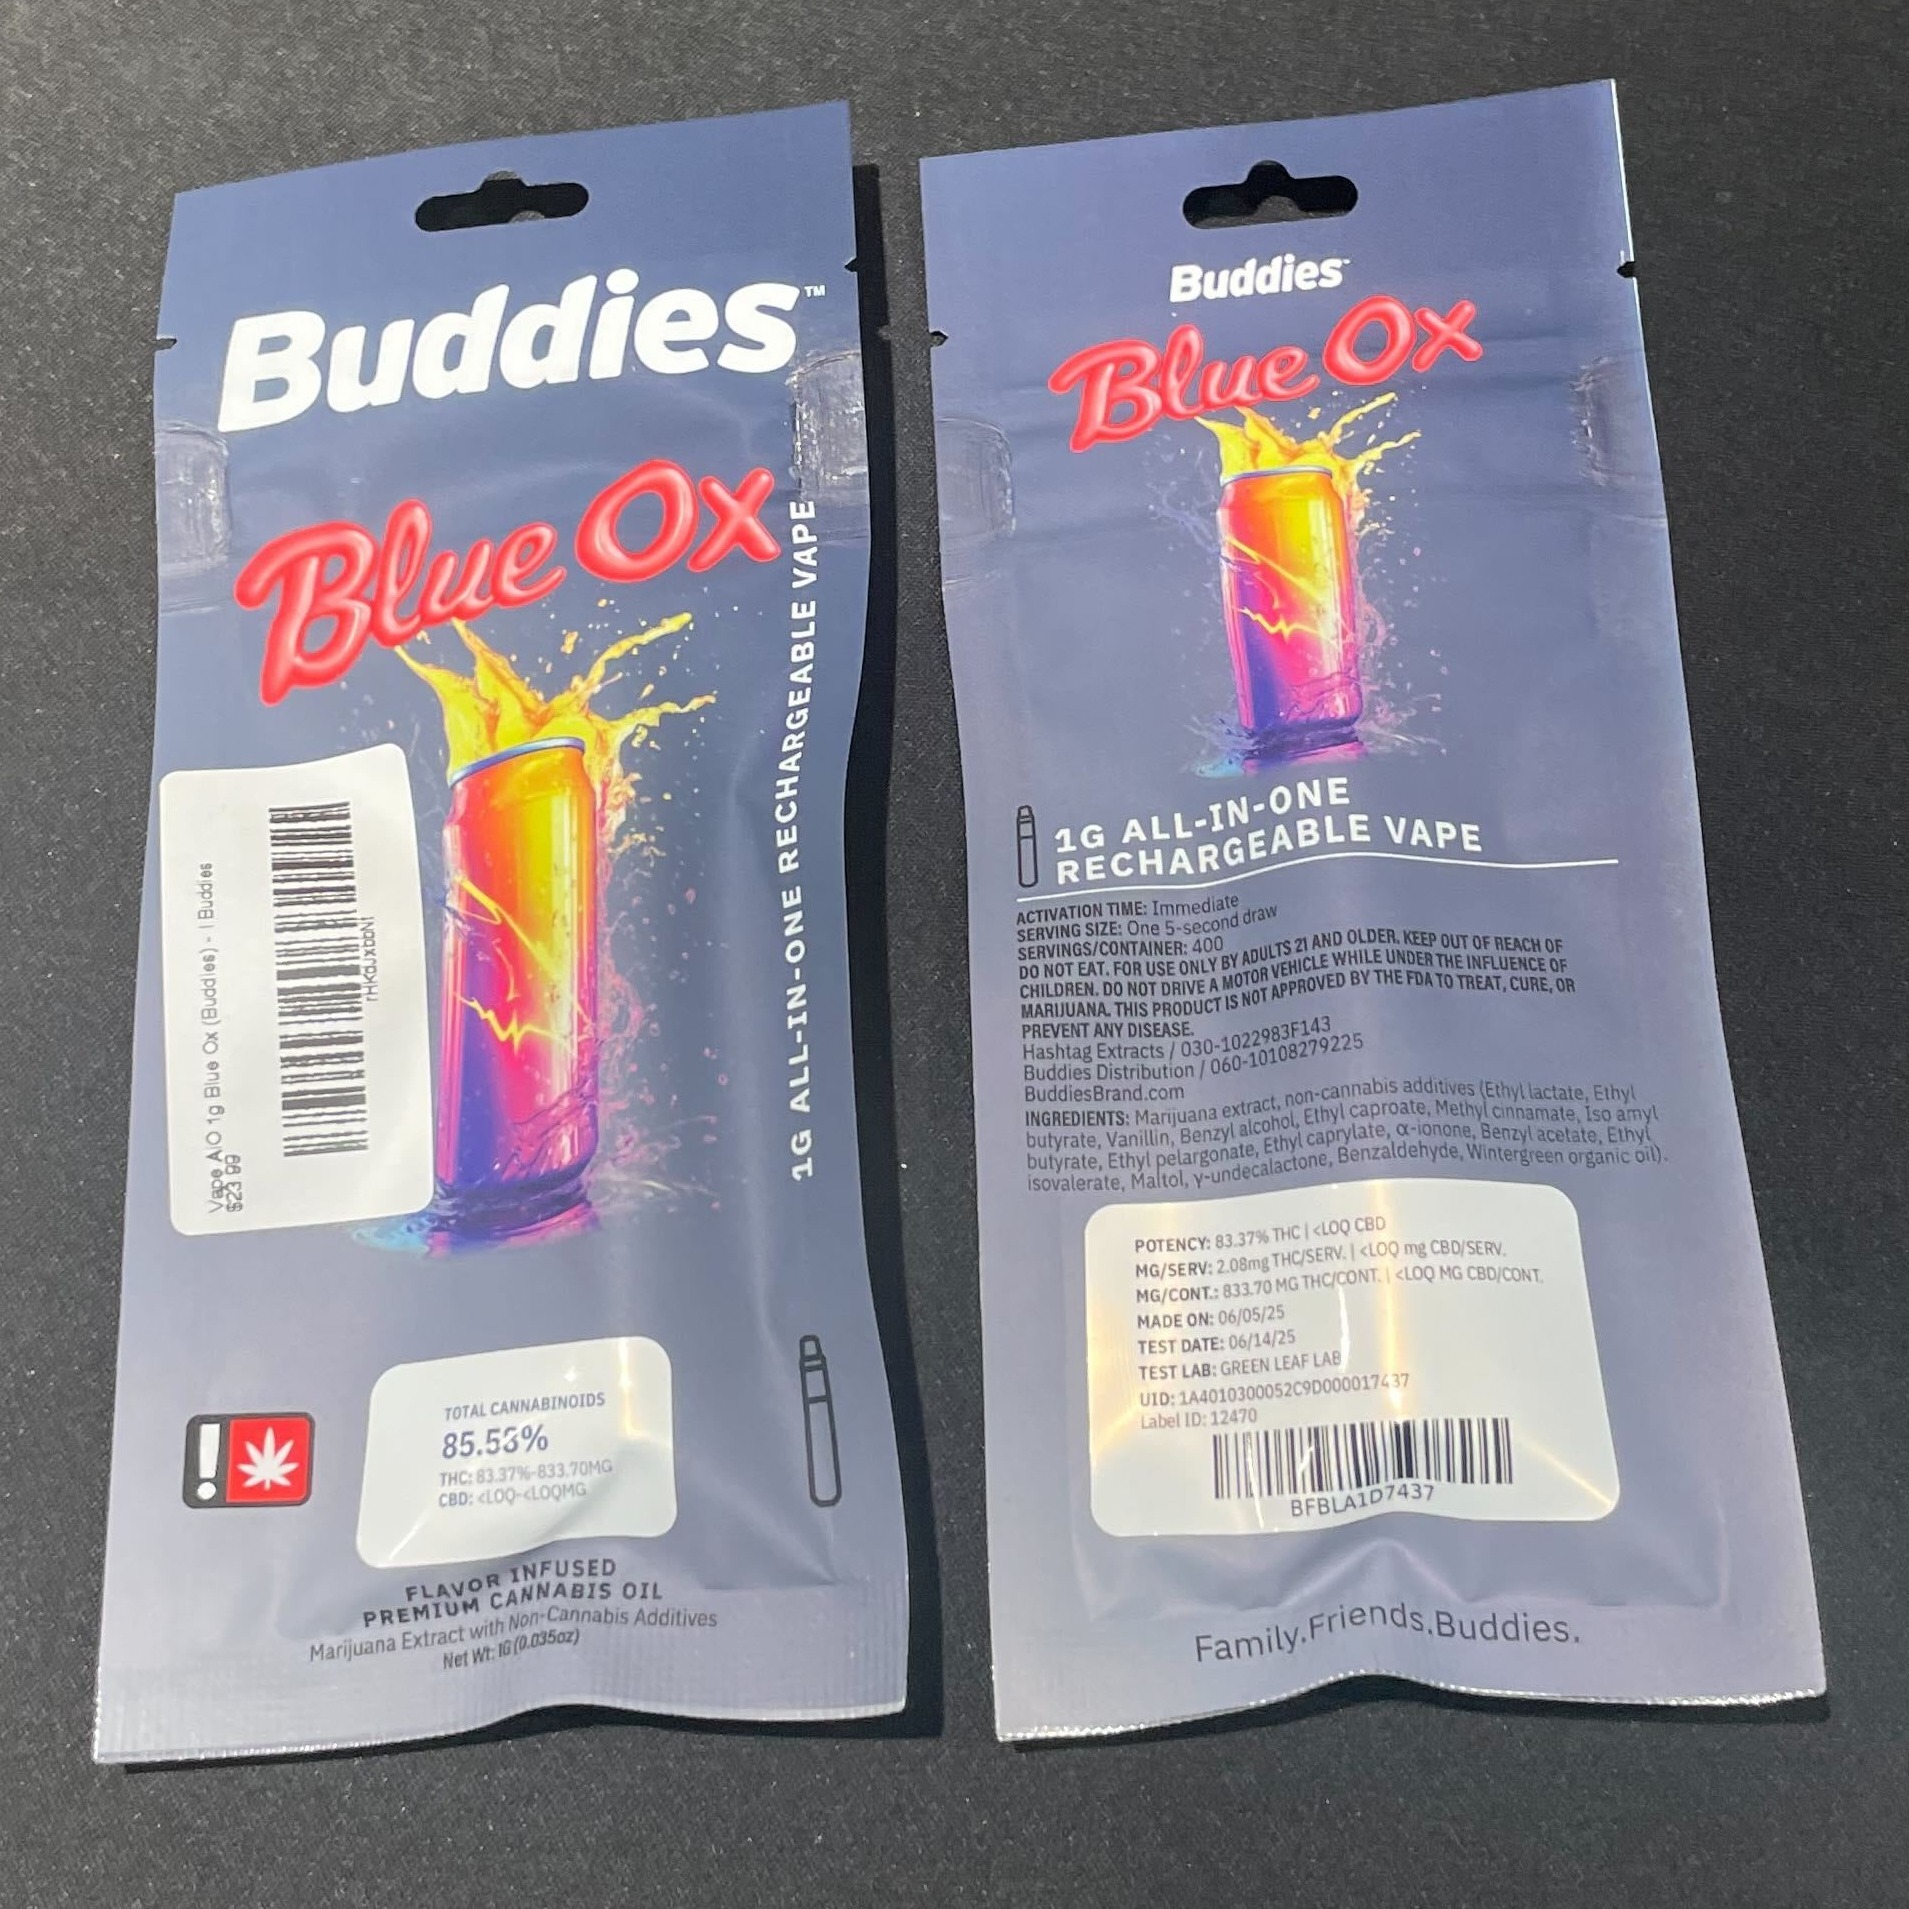 Buddies™
Blue Ox
1G ALL-IN-ONE RECHARGEABLE VAPE
Vape AIO 1g Blue Ox (Buddies) - | Buddies
$23.99
TOTAL CANNABINOIDS
85.53%
THC: 83.37%-833.70MG
CBD: <LOQ-<LOQMG
FLAVOR INFUSED
PREMIUM CANNABIS OIL
Marijuana Extract with Non-Cannabis Additives
Net Wt: 1G (0.035oz)
Buddies™
Blue Ox
1G ALL-IN-ONE
RECHARGEABLE VAPE
ACTIVATION TIME: Immediate
SERVING SIZE: One 5-second draw
SERVINGS/CONTAINER: 400
DO NOT EAT. FOR USE ONLY BY ADULTS 21 AND OLDER. KEEP OUT OF REACH OF
CHILDREN. DO NOT DRIVE A MOTOR VEHICLE WHILE UNDER THE INFLUENCE OF
MARIJUANA. THIS PRODUCT IS NOT APPROVED BY THE FDA TO TREAT, CURE, OR
PREVENT ANY DISEASE.
Hashtag Extracts / 030-1022983F143
Buddies Distribution / 060-10108279225
BuddiesBrand.com
INGREDIENTS: Marijuana extract, non-cannabis additives (Ethyl lactate, Ethyl
butyrate, Vanillin, Benzyl alcohol, Ethyl caproate, Methyl cinnamate, Iso amyl
butyrate, Ethyl pelargonate, Ethyl caprylate, α-ionone, Benzyl acetate, Ethyl
isovalerate, Maltol, γ-undecalactone, Benzaldehyde, Wintergreen organic oil).
POTENCY: 83.37% THC | <LOQ CBD
MG/SERV: 2.08mg THC/SERV. | <LOQ mg CBD/SERV.
MG/CONT.: 833.70 MG THC/CONT. | <LOQ MG CBD/CONT.
MADE ON: 06/05/25
TEST DATE: 06/14/25
TEST LAB: GREEN LEAF LAB
UID: 1A4010300052C9D000017437
Label ID: 12470
BFBLA1D7437
Family.Friends.Buddies.